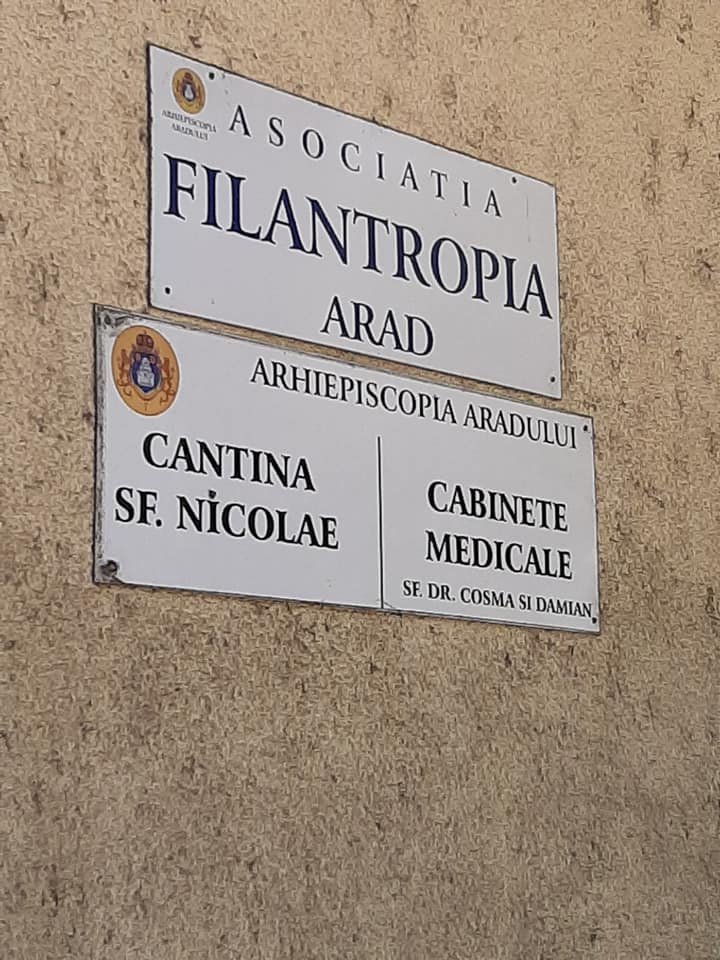 ARHIEPISCOPIA
ARADULUI
ASOCIATIA
FILANTROPIA
ARAD
ARHIEPISCOPIA ARADULUI
CANTINA
SF. NICOLAE
CABINETE
MEDICALE
SF. DR. COSMA SI DAMIAN